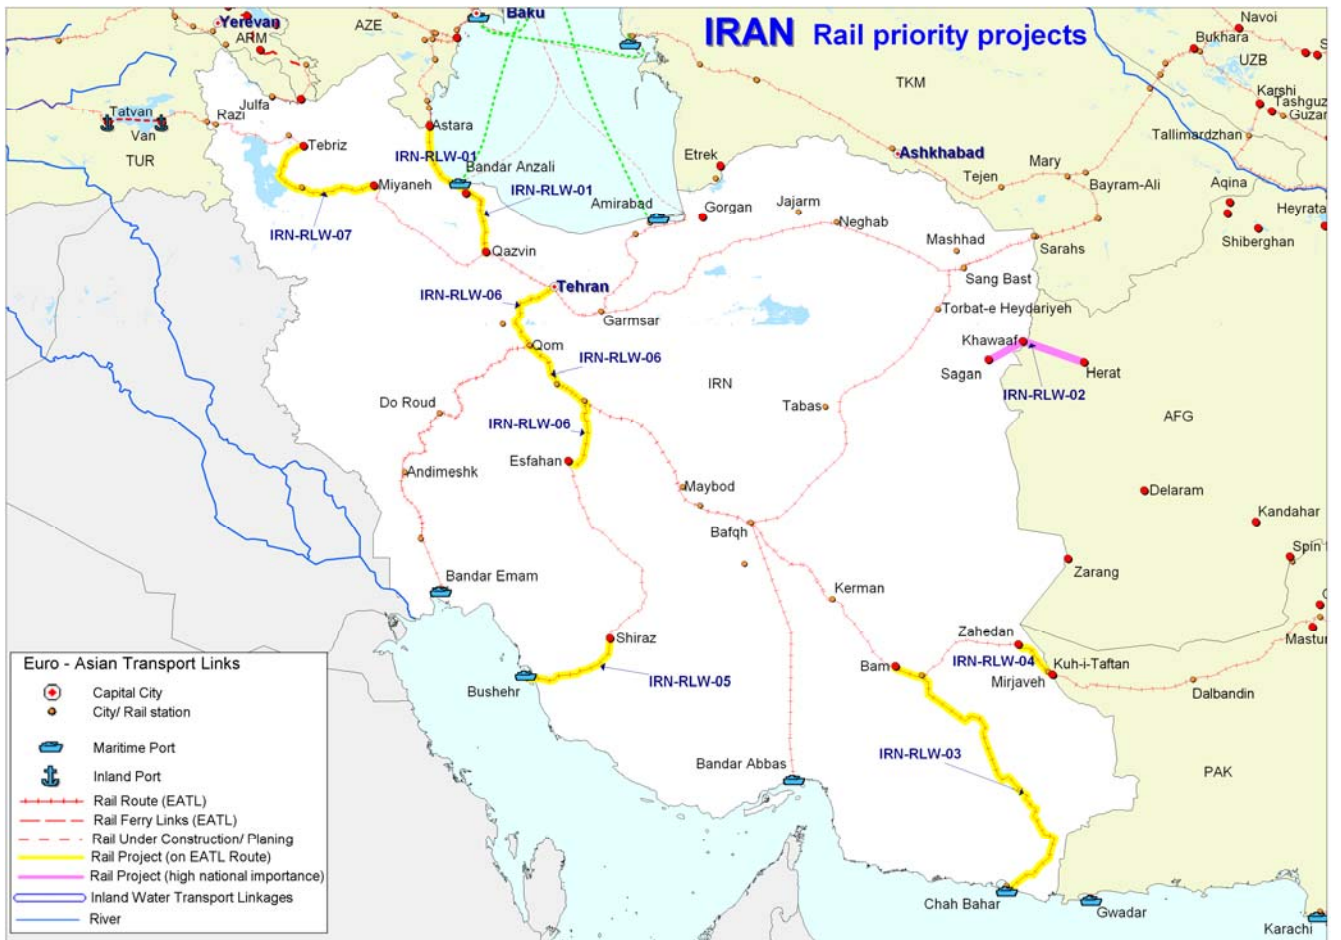 IRAN Rail priority projects
Yerevan
ARM
AZE
Baku
Navoi
Bukhara
UZB
TKM
Karshi
Tashguz
Guzar
Tallimardzhan
Julfa
Tatvan
Van
TUR
Razi
Astara
Tebriz
IRN-RLW-01
Bandar Anzali
Miyaneh
IRN-RLW-01
Etrek
Ashkhabad
Mary
Tejen
Bayram-Ali
Aqina
Amirabad
Gorgan
Jajarm
Neghab
Heyrata
IRN-RLW-07
Qazvin
Mashhad
Sarahs
Shiberghan
Sang Bast
Tehran
IRN-RLW-06
Garmsar
Torbat-e Heydariyeh
Qom
IRN-RLW-06
Khawaaf
Sagan
Herat
IRN
IRN-RLW-02
Do Roud
Tabas
AFG
IRN-RLW-06
Esfahan
Andimeshk
Maybod
Delaram
Bafqh
Kandahar
Spin
Zarang
Bandar Emam
Kerman
Shiraz
Zahedan
Mastun
Bam
IRN-RLW-04
Kuh-i-Taftan
Mirjaveh
Bushehr
IRN-RLW-05
Dalbandin
IRN-RLW-03
Bandar Abbas
PAK
Chah Bahar
Gwadar
Karachi
Euro - Asian Transport Links
Capital City
City/ Rail station
Maritime Port
Inland Port
Rail Route (EATL)
Rail Ferry Links (EATL)
Rail Under Construction/ Planing
Rail Project (on EATL Route)
Rail Project (high national importance)
Inland Water Transport Linkages
River